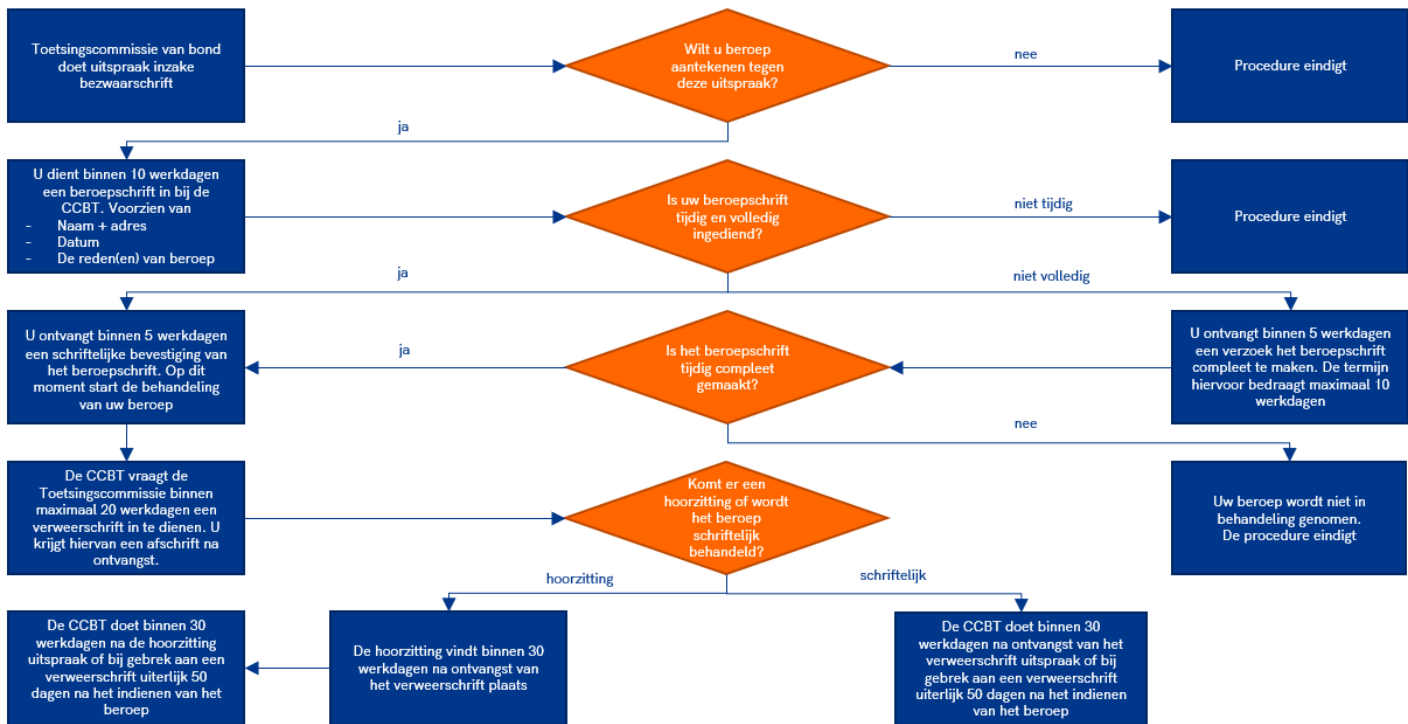 Toetsingscommissie van bond
doet uitspraak inzake
bezwaarschrift
Wilt u beroep
aantekenen tegen
deze uitspraak?
nee
Procedure eindigt
ja
U dient binnen 10 werkdagen
een beroepschrift in bij de
CCBT. Voorzien van
- Naam + adres
- Datum
- De reden(en) van beroep
Is uw beroepschrift
tijdig en volledig
ingediend?
niet tijdig
Procedure eindigt
ja
niet volledig
U ontvangt binnen 5 werkdagen
een schriftelijke bevestiging van
het beroepschrift. Op dit
moment start de behandeling
van uw beroep
ja
Is het beroepschrift
tijdig compleet
gemaakt?
U ontvangt binnen 5 werkdagen
een verzoek het beroepschrift
compleet te maken. De termijn
hiervoor bedraagt maximaal 10
werkdagen
nee
De CCBT vraagt de
Toetsingscommissie binnen
maximaal 20 werkdagen een
verweerschrift in te dienen. U
krijgt hiervan een afschrift na
ontvangst.
Komt er een
hoorzitting of wordt
het beroep
schriftelijk
behandeld?
Uw beroep wordt niet in
behandeling genomen.
De procedure eindigt
hoorzitting
schriftelijk
De CCBT doet binnen 30
werkdagen na de hoorzitting
uitspraak of bij gebrek aan een
verweerschrift uiterlijk 50
dagen na het indienen van het
beroep
De hoorzitting vindt binnen 30
werkdagen na ontvangst van
het verweerschrift plaats
De CCBT doet binnen 30
werkdagen na ontvangst van het
verweerschrift uitspraak of bij
gebrek aan een verweerschrift
uiterlijk 50 dagen na het indienen
van het beroep